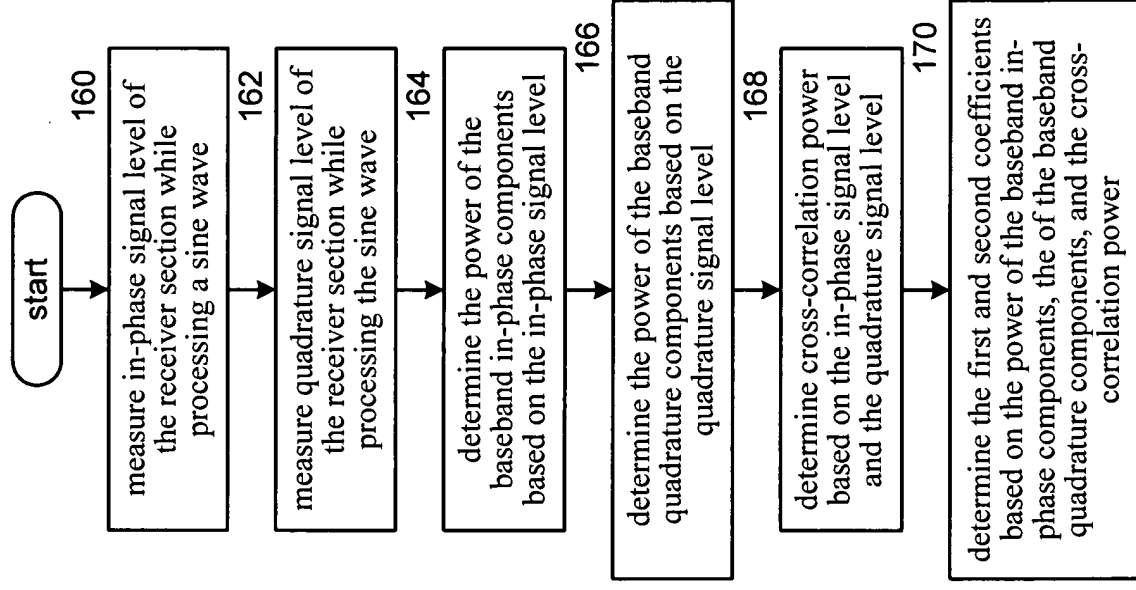 start
160
measure in-phase signal level of
the receiver section while
processing a sine wave
162
measure quadrature signal level of
the receiver section while
processing the sine wave
164
determine the power of the
baseband in-phase components
based on the in-phase signal level
166
determine the power of the baseband
quadrature components based on the
quadrature signal level
168
determine cross-correlation power
based on the in-phase signal level
and the quadrature signal level
170
determine the first and second coefficients
based on the power of the baseband in-
phase components, the of the baseband
quadrature components, and the cross-
correlation power